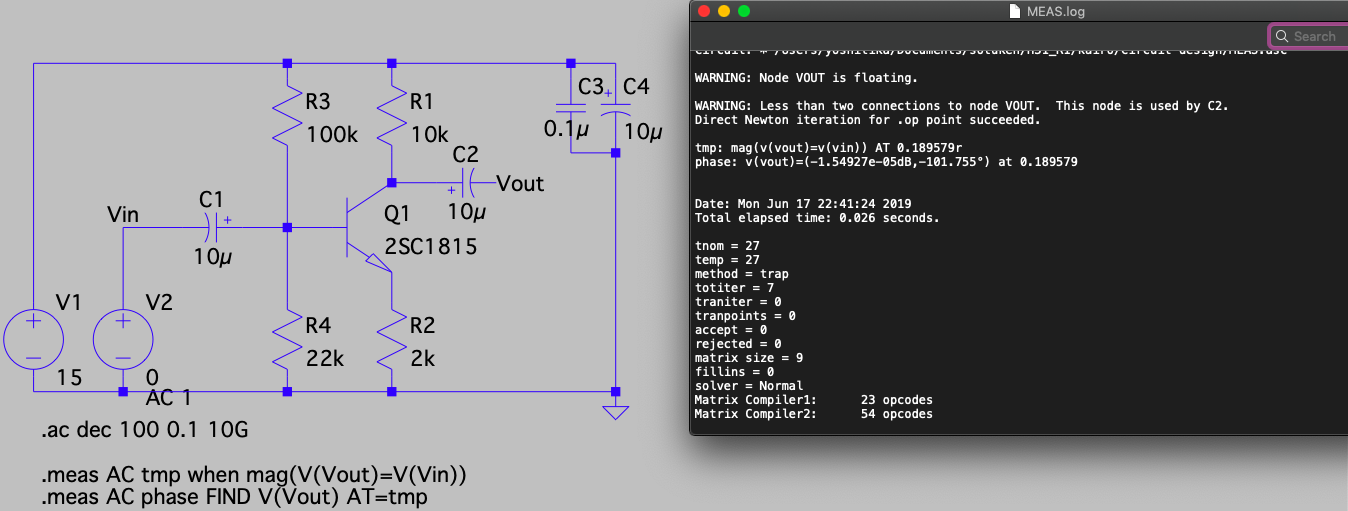 R3
100k
R1
10k
C3
0.1µ
+
C4
10µ
C2
+
10µ
Vout
Vin
C1
+
10µ
Q1
2SC1815
V1
+
15
V2
+
0
AC 1
R4
22k
R2
2k
.ac dec 100 0.1 10G
.meas AC tmp when mag(V(Vout)=V(Vin))
.meas AC phase FIND V(Vout) AT=tmp
MEAS.log
Search
WARNING: Node VOUT is floating.
WARNING: Less than two connections to node VOUT.  This node is used by C2.
Direct Newton iteration for .op point succeeded.
tmp: mag(v(vout)=v(vin)) AT 0.189579r
phase: v(vout)=(-1.54927e-05dB,-101.755°) at 0.189579
Date: Mon Jun 17 22:41:24 2019
Total elapsed time: 0.026 seconds.
tnom = 27
temp = 27
method = trap
totiter = 7
traniter = 0
tranpoints = 0
accept = 0
rejected = 0
matrix size = 9
fillins = 0
solver = Normal
Matrix Compiler1:      23 opcodes
Matrix Compiler2:      54 opcodes